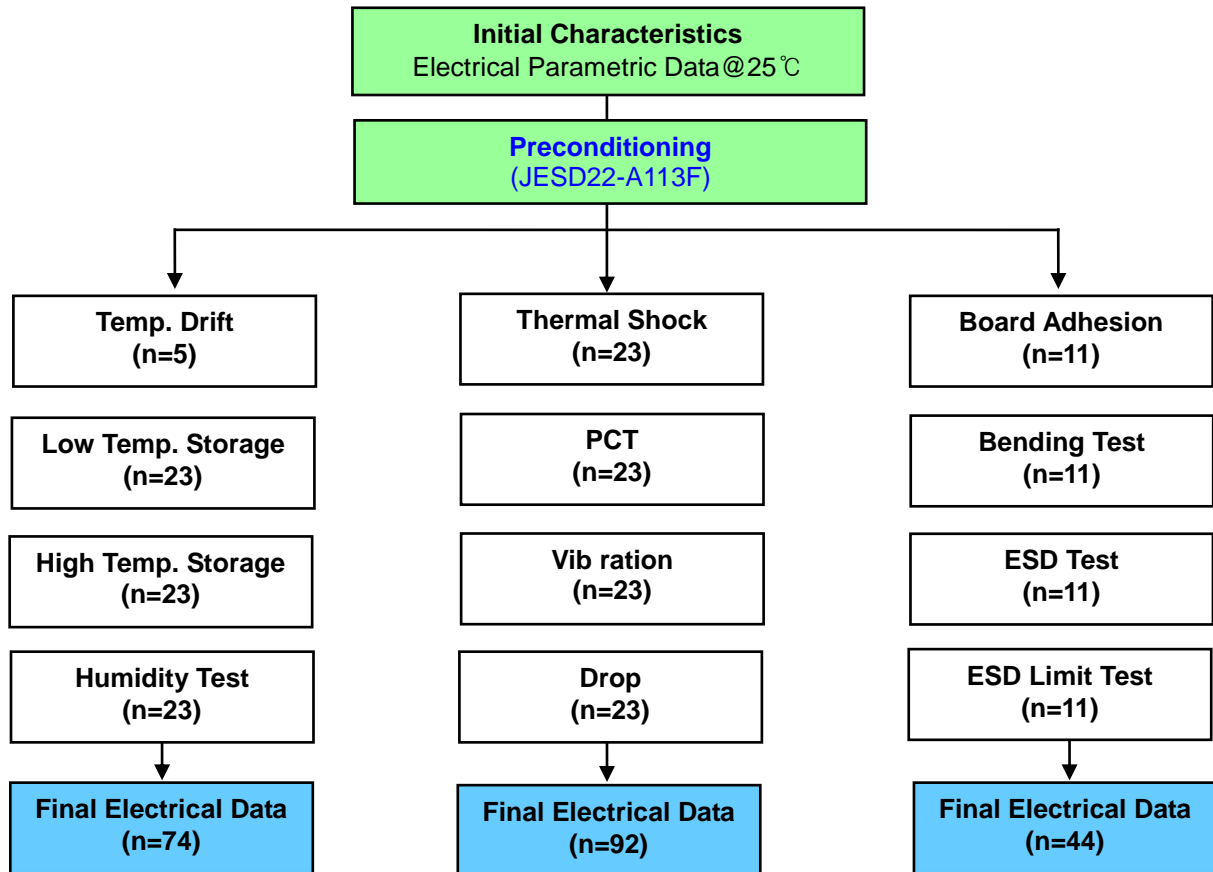 Initial Characteristics
Electrical Parametric Data@25℃
Preconditioning
(JESD22-A113F)
Temp. Drift
(n=5)
Low Temp. Storage
(n=23)
High Temp. Storage
(n=23)
Humidity Test
(n=23)
Final Electrical Data
(n=74)
Thermal Shock
(n=23)
PCT
(n=23)
Vib ration
(n=23)
Drop
(n=23)
Final Electrical Data
(n=92)
Board Adhesion
(n=11)
Bending Test
(n=11)
ESD Test
(n=11)
ESD Limit Test
(n=11)
Final Electrical Data
(n=44)